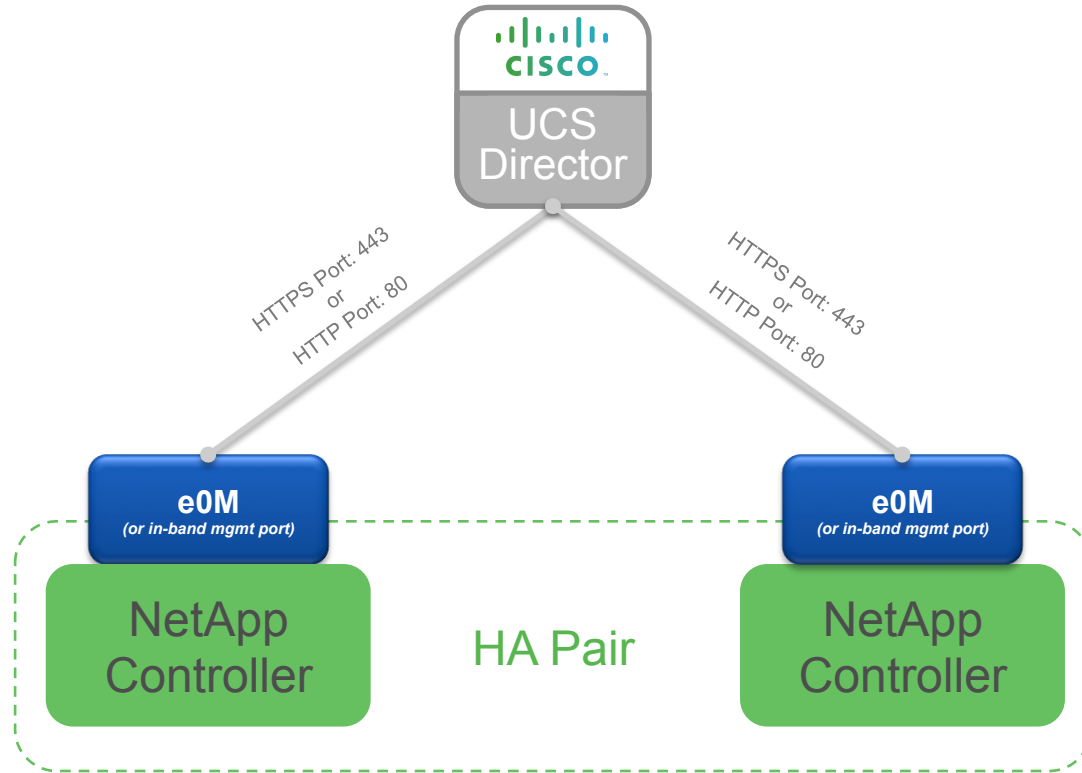 CISCO
UCS
Director
HTTPS Port: 443
or
HTTP Port: 80
HTTPS Port: 443
or
HTTP Port: 80
e0M
(or in-band mgmt port)
e0M
(or in-band mgmt port)
NetApp
Controller
HA Pair
NetApp
Controller